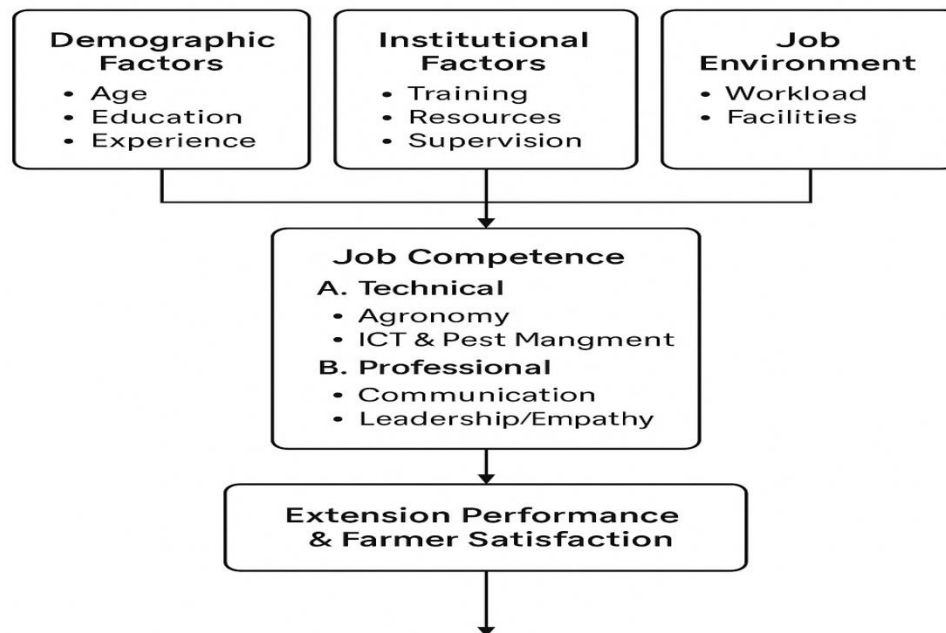 Demographic
Factors
• Age
• Education
• Experience
Institutional
Factors
• Training
• Resources
• Supervision
Job
Environment
• Workload
• Facilities
Job Competence
A. Technical
• Agronomy
• ICT & Pest Mangment
B. Professional
• Communication
• Leadership/Empathy
Extension Performance
& Farmer Satisfaction